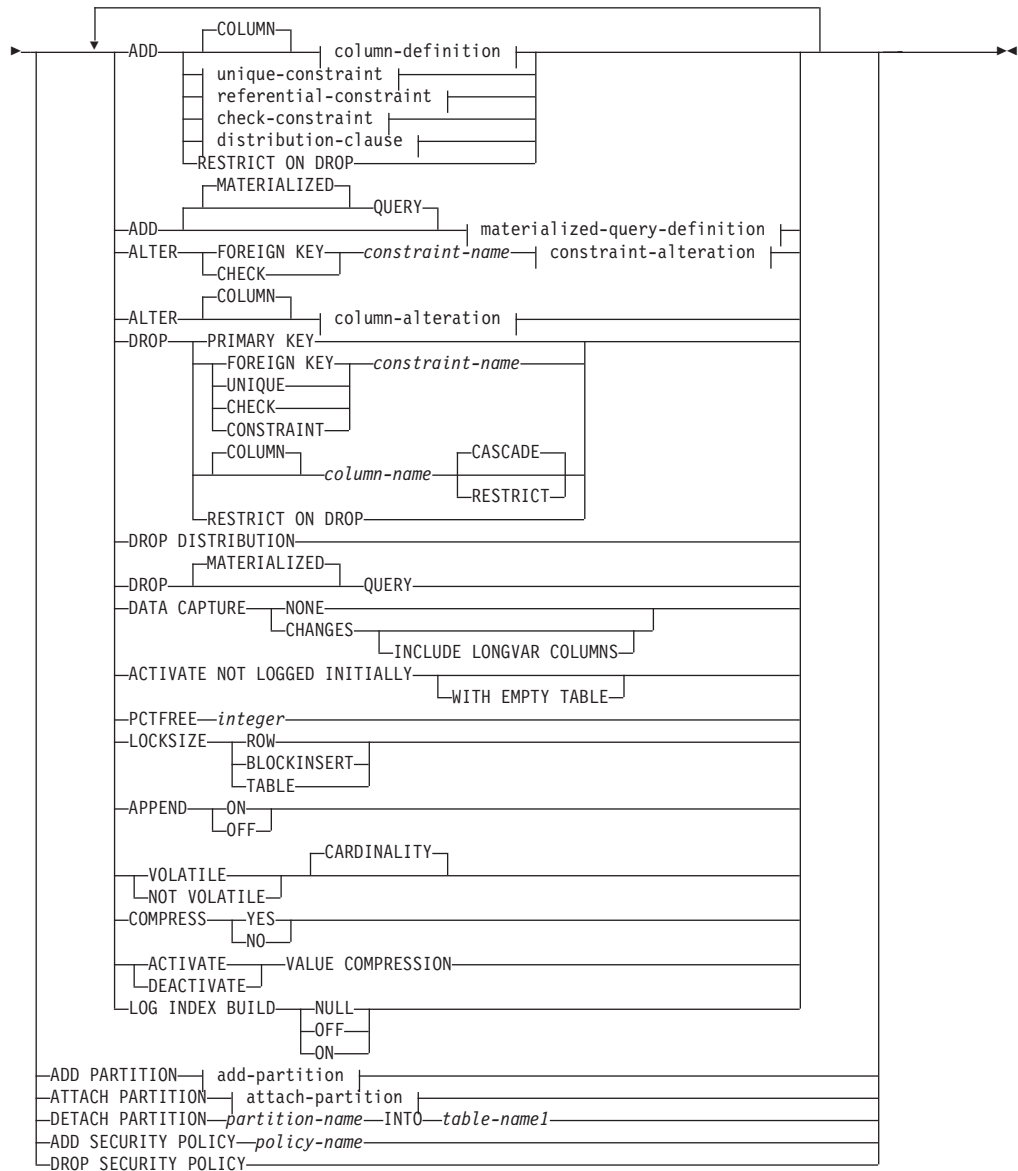 COLUMN
ADD column-definition
unique-constraint
referential-constraint
check-constraint
distribution-clause
RESTRICT ON DROP
MATERIALIZED
QUERY
ADD materialized-query-definition
ALTER FOREIGN KEY constraint-name constraint-alteration
CHECK
COLUMN
ALTER column-alteration
DROP PRIMARY KEY
FOREIGN KEY constraint-name
UNIQUE
CHECK
CONSTRAINT
COLUMN CASCADE
column-name
RESTRICT
RESTRICT ON DROP
DROP DISTRIBUTION
MATERIALIZED
DROP QUERY
DATA CAPTURE NONE
CHANGES
INCLUDE LONGVAR COLUMNS
ACTIVATE NOT LOGGED INITIALLY
WITH EMPTY TABLE
PCTFREE integer
LOCKSIZE ROW
BLOCKINSERT
TABLE
APPEND ON
OFF
CARDINALITY
VOLATILE
NOT VOLATILE
COMPRESS YES
NO
ACTIVATE VALUE COMPRESSION
DEACTIVATE
LOG INDEX BUILD NULL
OFF
ON
ADD PARTITION add-partition
ATTACH PARTITION attach-partition
DETACH PARTITION partition-name INTO table-name1
ADD SECURITY POLICY policy-name
DROP SECURITY POLICY